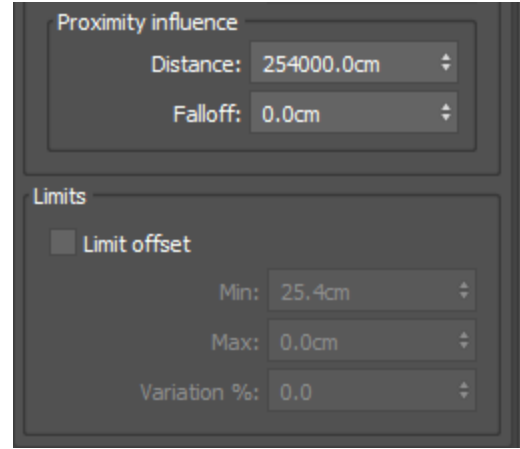 Proximity influence
Distance: 254000.0cm
Falloff: 0.0cm
Limits
Limit offset
Min: 25.4cm
Max: 0.0cm
Variation %: 0.0